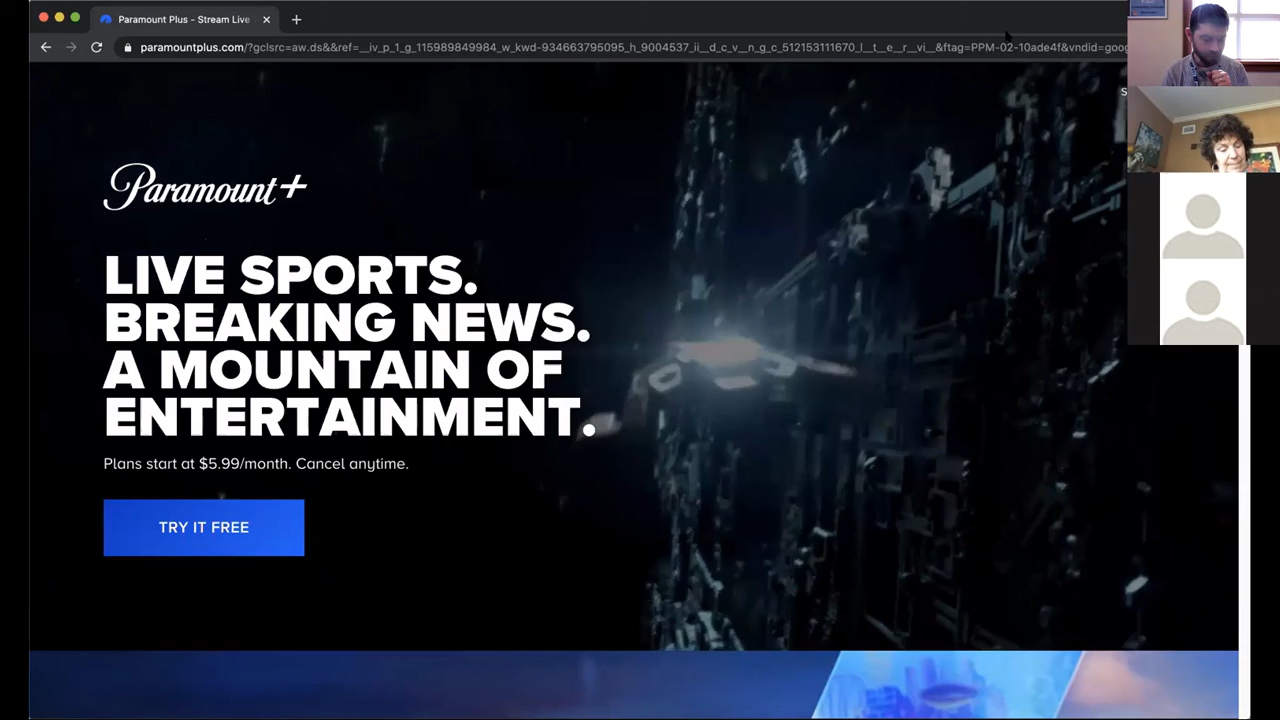 Paramount Plus - Stream Live
paramountplus.com/?gclsrc=aw.ds&&ref=__iv_p_1_g_115989849984_w_kwd-934663795095_h_9004537_ii__d_c_v__n_g_c_512153111670_l__t__e__r__vi__&ftag=PPM-02-10ade4f&vndid=goog
S
Paramount+
LIVE SPORTS.
BREAKING NEWS.
A MOUNTAIN OF
ENTERTAINMENT.
Plans start at $5.99/month. Cancel anytime.
TRY IT FREE